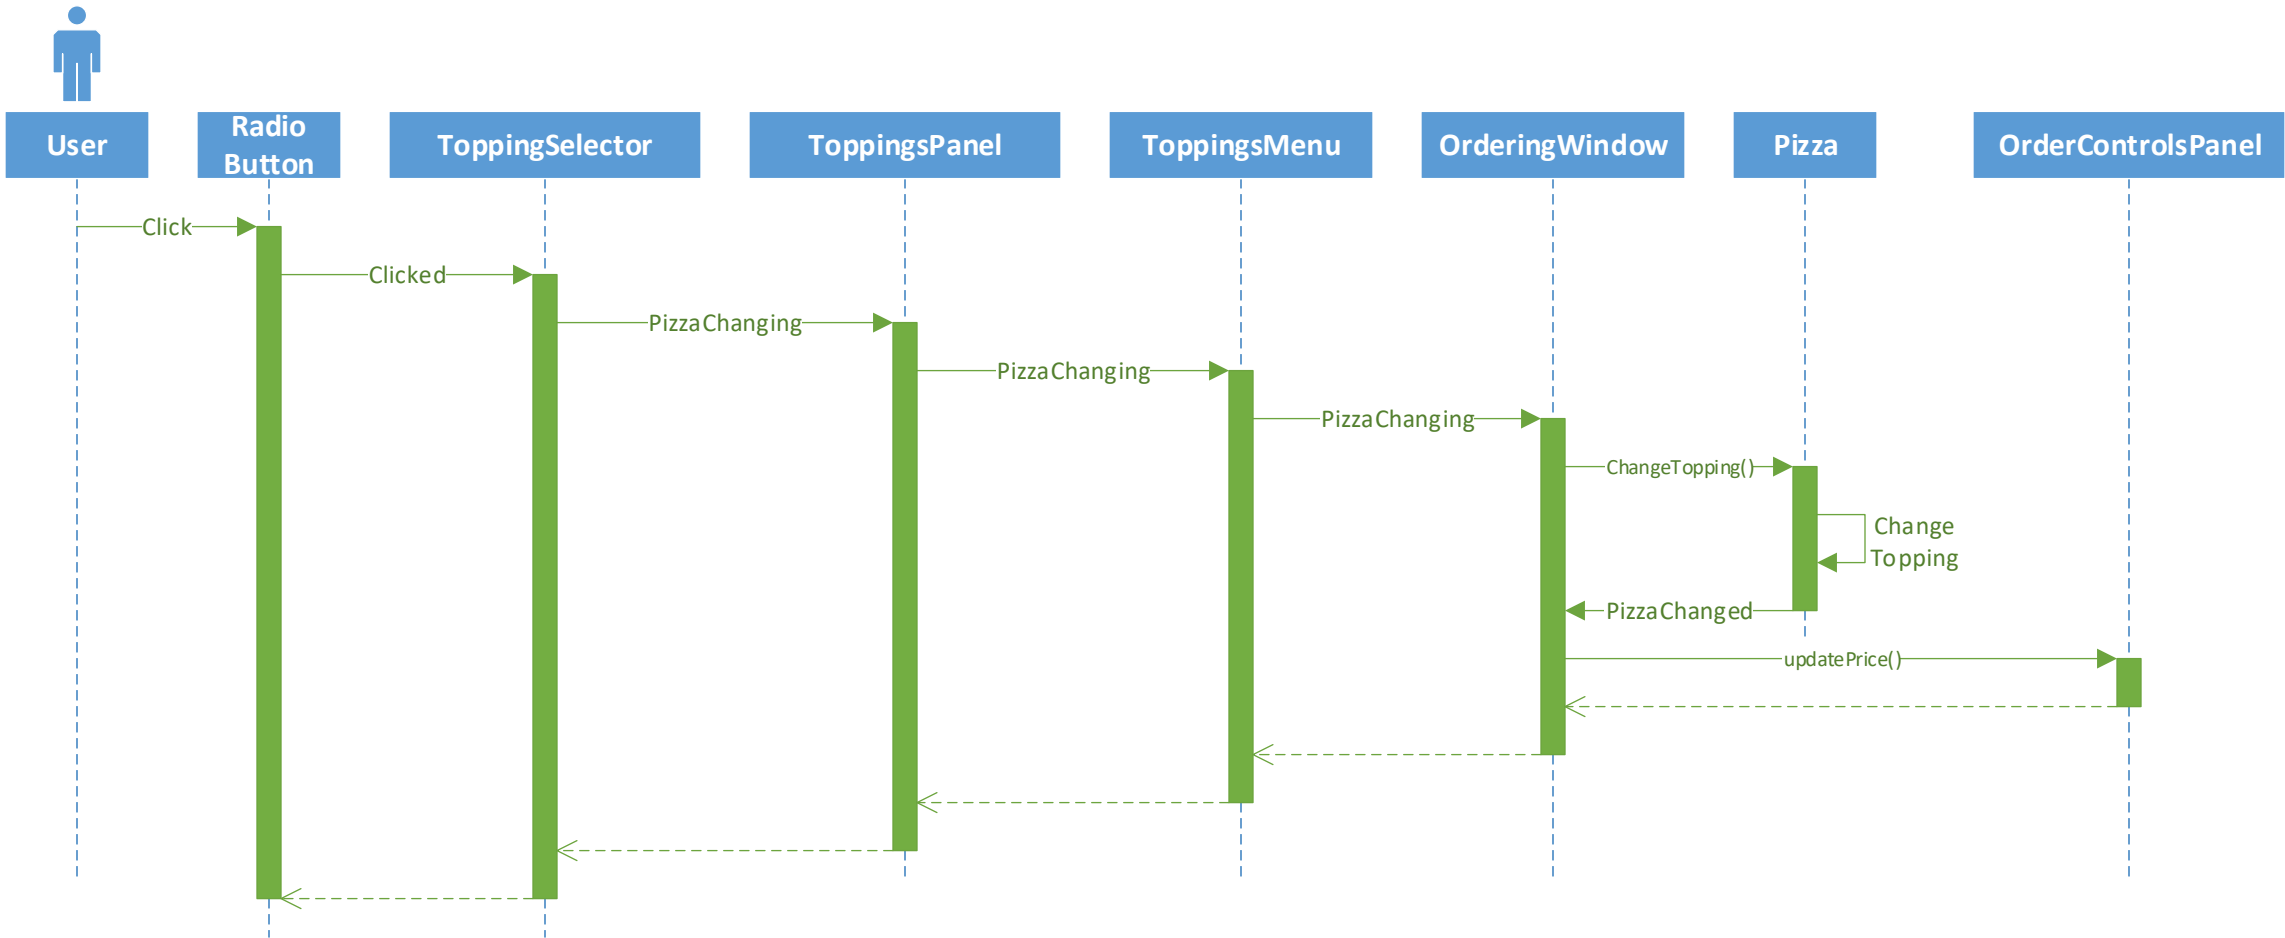 User
Radio
Button
ToppingSelector
ToppingsPanel
ToppingsMenu
OrderingWindow
Pizza
OrderControlsPanel
Click
Clicked
PizzaChanging
PizzaChanging
PizzaChanging
ChangeTopping()
Change
Topping
PizzaChanged
updatePrice()